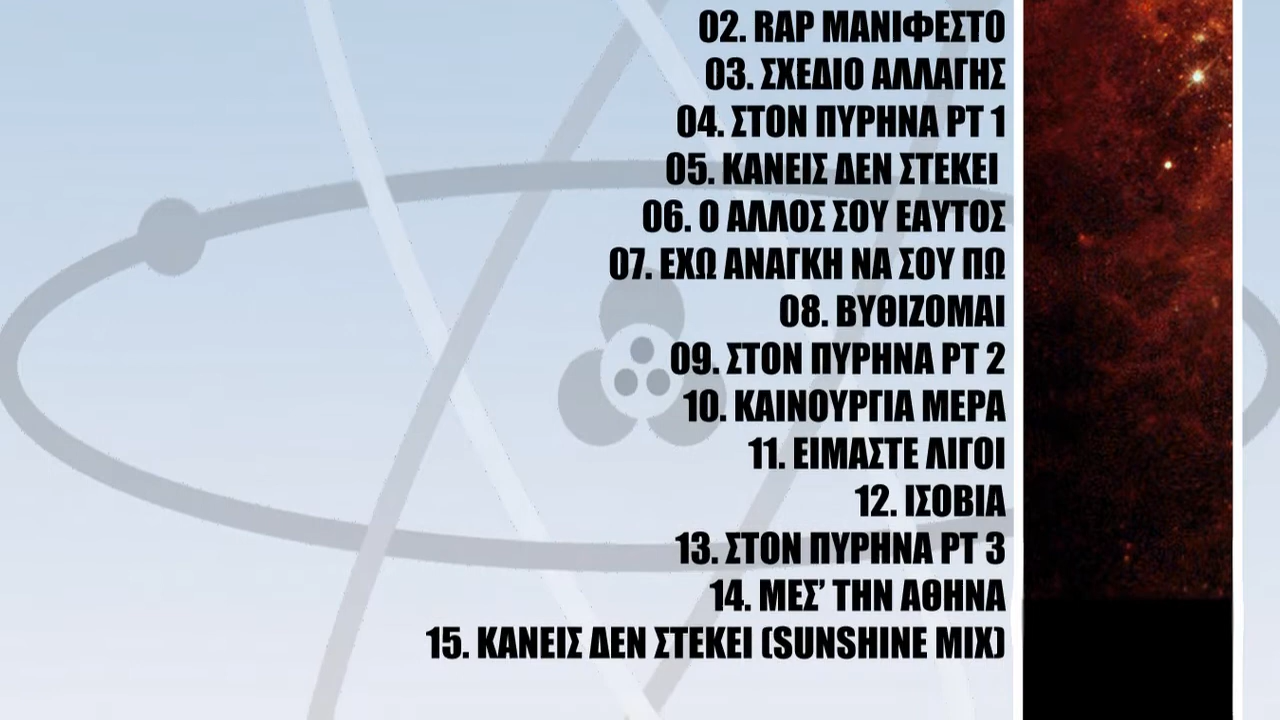 02. RAP ΜΑΝΙΦΕΣΤΟ
03. ΣΧΕΔΙΟ ΑΛΛΑΓΗΣ
04. ΣΤΟΝ ΠΥΡΗΝΑ PT 1
05. ΚΑΝΕΙΣ ΔΕΝ ΣΤΕΚΕΙ
06. Ο ΑΛΛΟΣ ΣΟΥ ΕΑΥΤΟΣ
07. ΕΧΩ ΑΝΑΓΚΗ ΝΑ ΣΟΥ ΠΩ
08. ΒΥΘΙΖΟΜΑΙ
09. ΣΤΟΝ ΠΥΡΗΝΑ PT 2
10. ΚΑΙΝΟΥΡΓΙΑ ΜΕΡΑ
11. ΕΙΜΑΣΤΕ ΛΙΓΟΙ
12. ΙΣΟΒΙΑ
13. ΣΤΟΝ ΠΥΡΗΝΑ PT 3
14. ΜΕΣ’ ΤΗΝ ΑΘΗΝΑ
15. ΚΑΝΕΙΣ ΔΕΝ ΣΤΕΚΕΙ (SUNSHINE MIX)